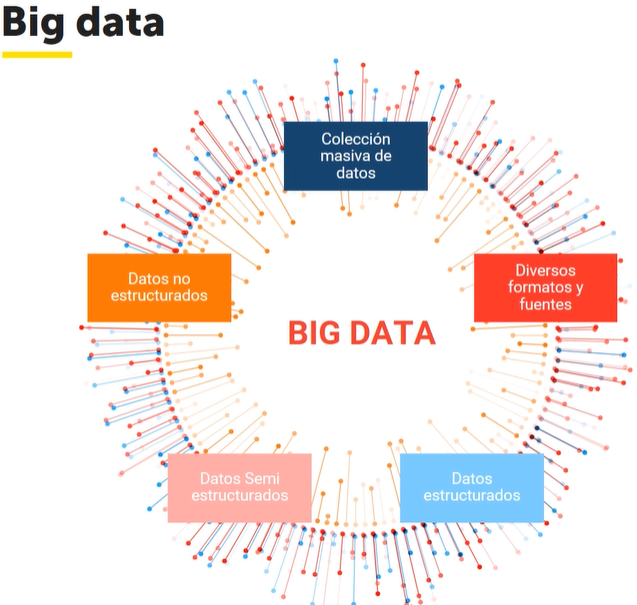 Big data
Colección
masiva de
datos
Datos no
estructurados
Diversos
formatos y
fuentes
BIG DATA
Datos Semi
estructurados
Datos
estructurados